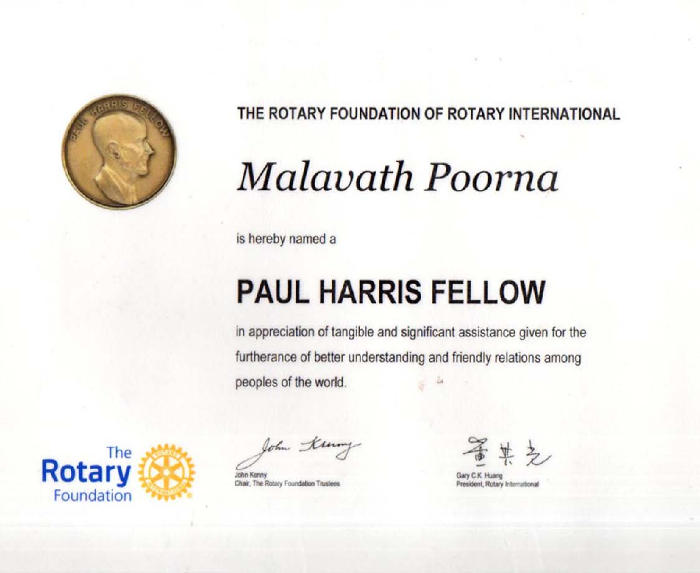 PAUL HARRIS FELLOW
THE ROTARY FOUNDATION OF ROTARY INTERNATIONAL
Malavath Poorna
is hereby named a
PAUL HARRIS FELLOW
in appreciation of tangible and significant assistance given for the
furtherance of better understanding and friendly relations among
peoples of the world.
The
Rotary
Foundation
John Kenny
John Kenny
Chair, The Rotary Foundation Trustees
董其光
Gary C.K. Huang
President, Rotary International